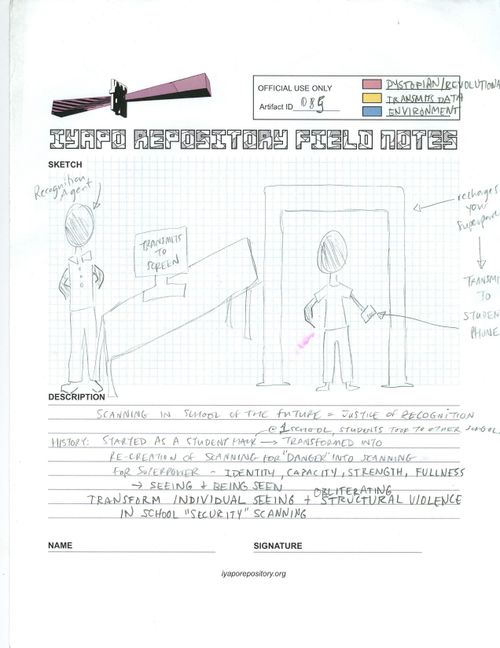 OFFICIAL USE ONLY
Artifact ID 085
DYSTOPIAN/REVOLUTIONA
TRANSMITS DATA
ENVIRONMENT
IYAPO REPOSITORY FIELD NOTES
SKETCH
Recognition
Agent
TRANSMITS
TO
SCREEN
recharges
your
superpower
TRANSMIT
TO
STUDENT
PHONE
DESCRIPTION
SCANNING IN SCHOOL OF THE FUTURE = JUSTICE OF RECOGNITION
@ 1 SCHOOL, STUDENTS TOOK TO OTHER SCHOOL
HISTORY: STARTED AS A STUDENT → TRANSFORMED INTO
RE-CREATION OF SCANNING FOR "DANGER" INTO SCANNING
FOR SUPERPOWER - IDENTITY, CAPACITY, STRENGTH, FULLNESS
→ SEEING + BEING SEEN
OBLITERATING
TRANSFORM INDIVIDUAL SEEING + STRUCTURAL VIOLENCE
IN SCHOOL "SECURITY" SCANNING
NAME
SIGNATURE
iyaporepository.org